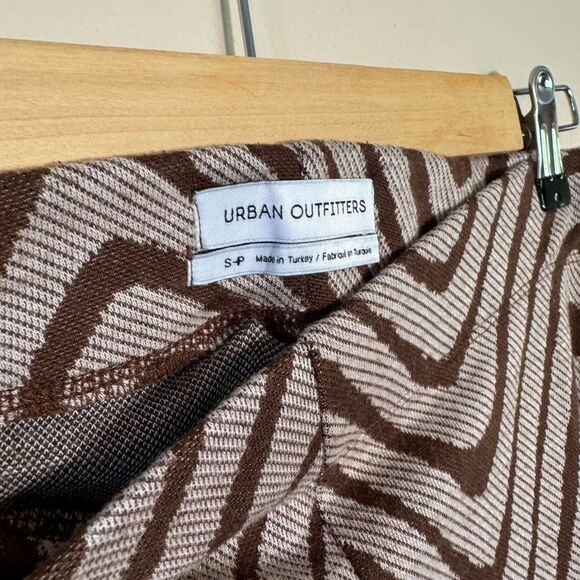 URBAN OUTFITTERS
S-P Made in Turkey / Fabriqué en Turquie